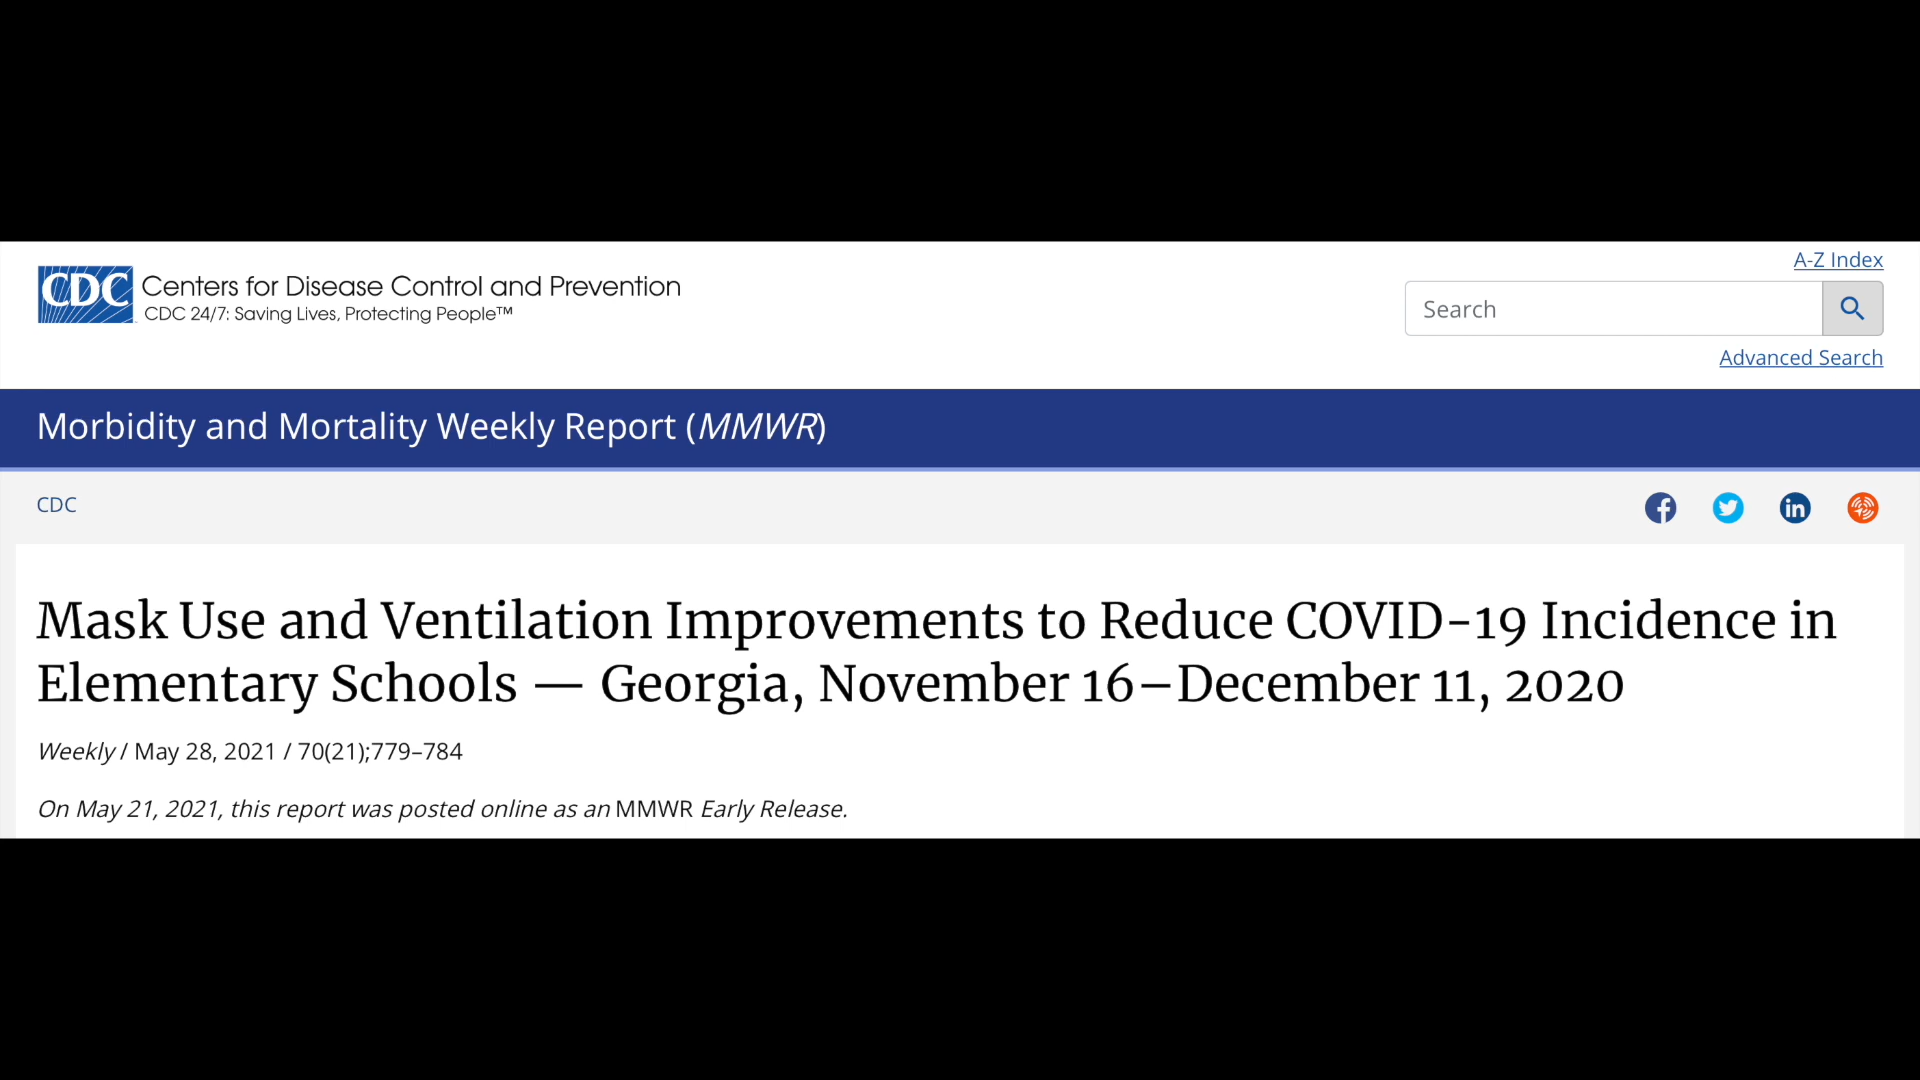 A-Z Index
CDC Centers for Disease Control and Prevention
CDC 24/7: Saving Lives, Protecting People™
Search
Advanced Search
Morbidity and Mortality Weekly Report (MMWR)
CDC
Mask Use and Ventilation Improvements to Reduce COVID-19 Incidence in
Elementary Schools — Georgia, November 16–December 11, 2020
Weekly / May 28, 2021 / 70(21);779–784
On May 21, 2021, this report was posted online as an MMWR Early Release.